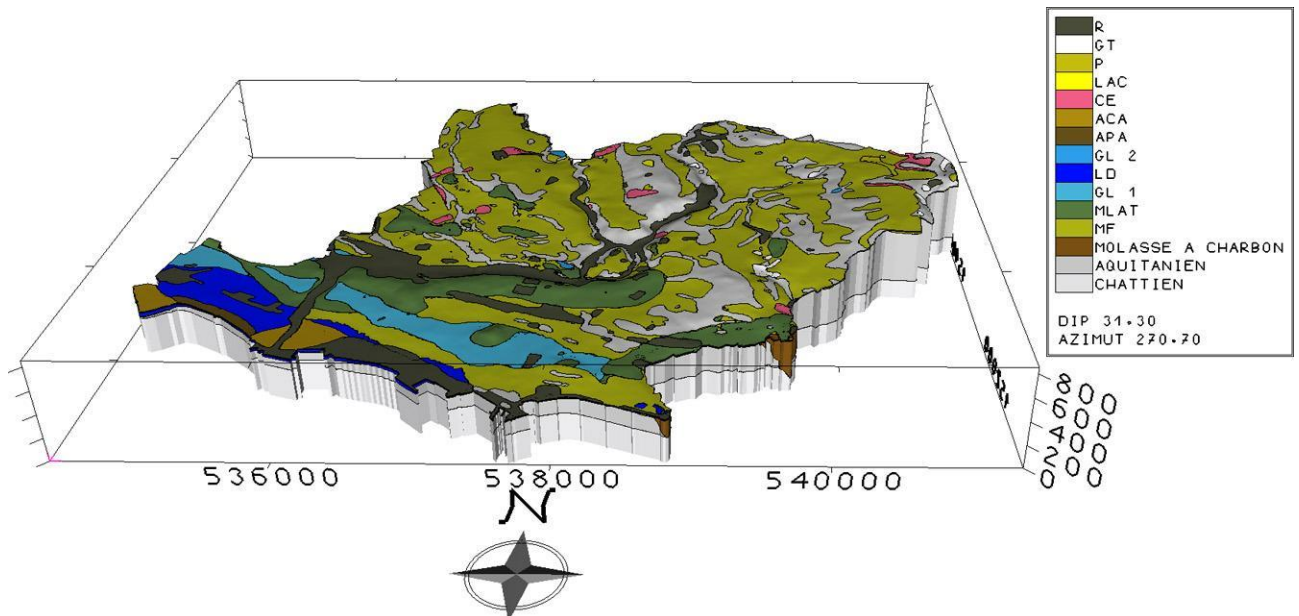 R
GT
P
LAC
CE
ACA
APA
GL 2
LD
GL 1
MLAT
MF
MOLASSE A CHARBON
AQUITANIEN
CHATTIEN
DIP 31.30
AZIMUT 270.70
800
600
400
200
0
536000
538000
540000
N